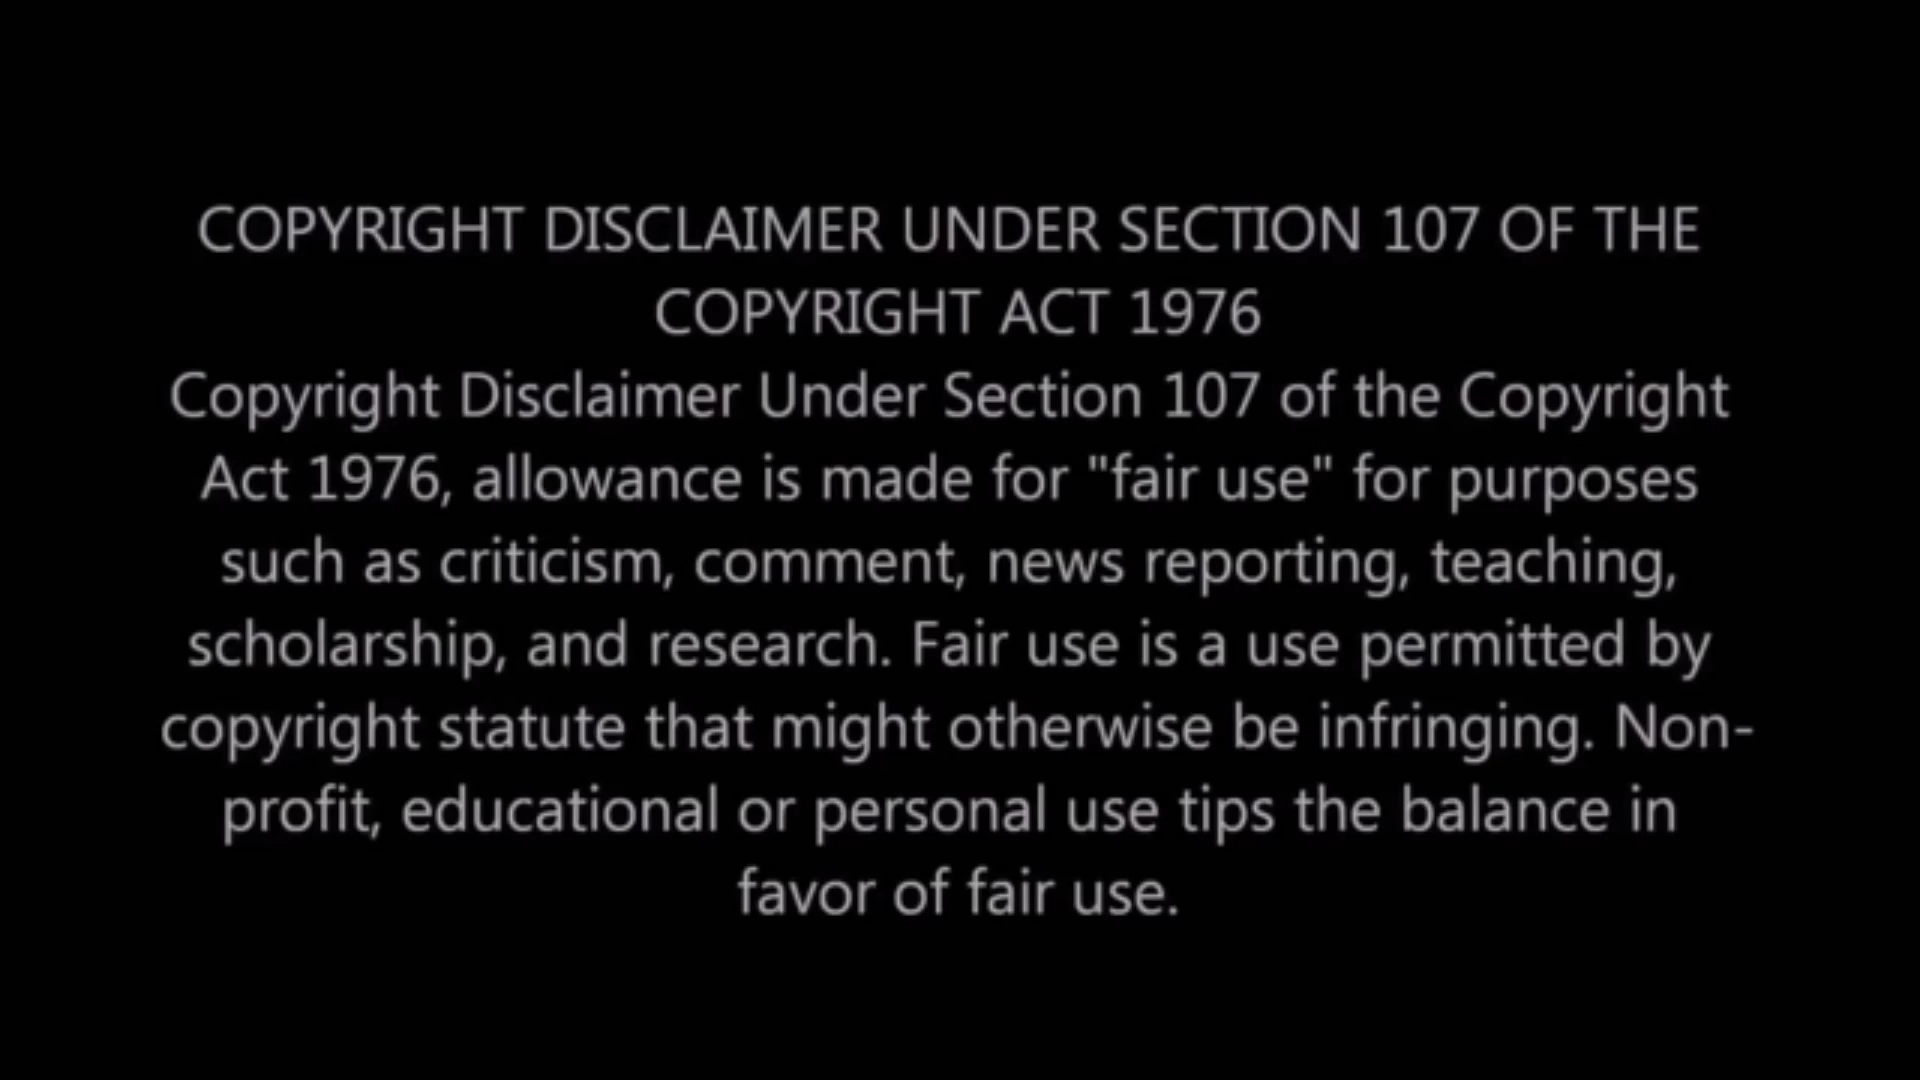 COPYRIGHT DISCLAIMER UNDER SECTION 107 OF THE
COPYRIGHT ACT 1976
Copyright Disclaimer Under Section 107 of the Copyright
Act 1976, allowance is made for "fair use" for purposes
such as criticism, comment, news reporting, teaching,
scholarship, and research. Fair use is a use permitted by
copyright statute that might otherwise be infringing. Non-
profit, educational or personal use tips the balance in
favor of fair use.